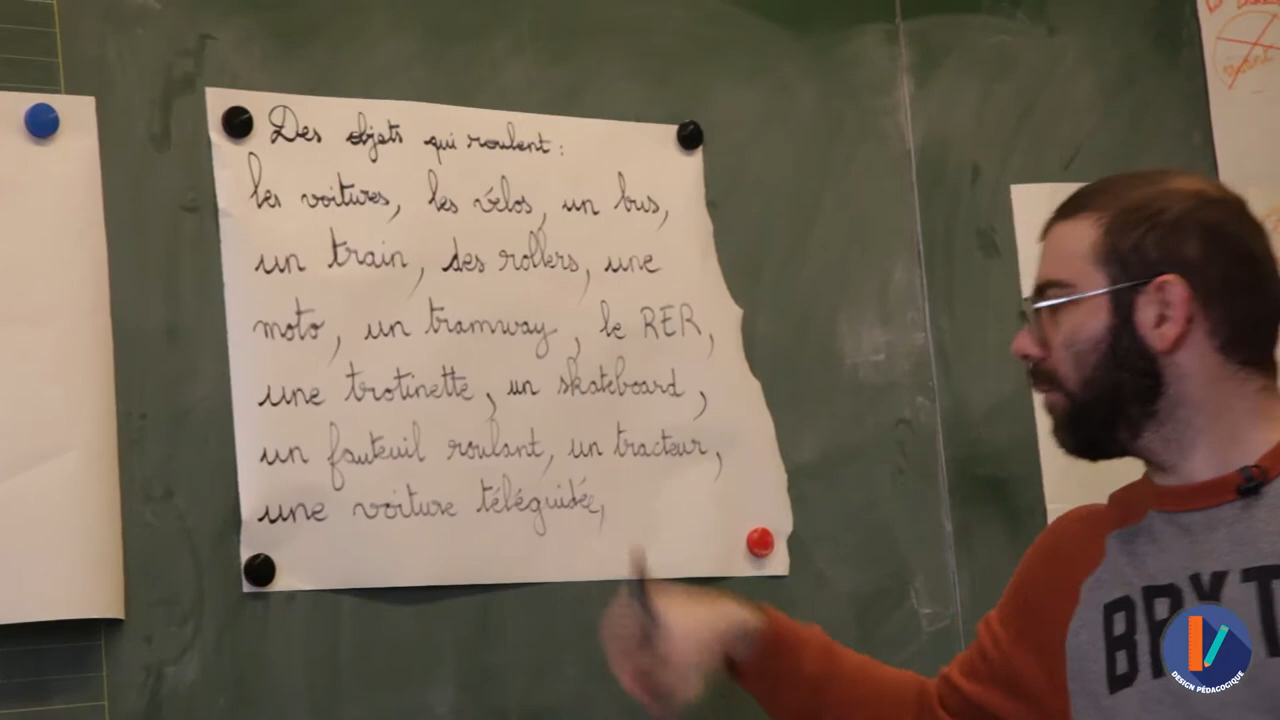 Des objets qui roulent :
les voitures, les vélos, un bus,
un train, des rollers, une
moto, un tramway, le RER,
une trotinette, un skateboard,
un fauteuil roulant, un tracteur,
une voiture téléguidée,
DESIGN PÉDAGOGIQUE